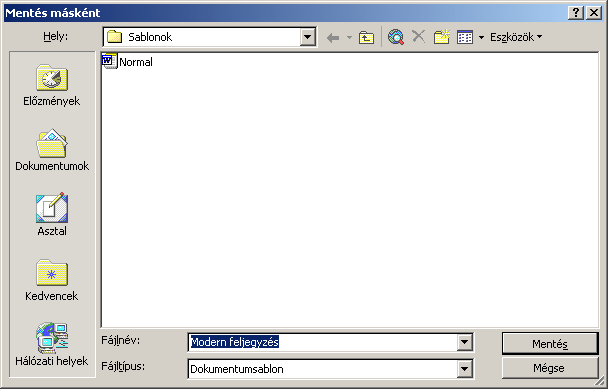 Mentés másként
Hely: Sablonok Eszközök
Normal
Előzmények
Dokumentumok
Asztal
Kedvencek
Hálózati helyek
Fájlnév: Modern feljegyzés Mentés
Fájltípus: Dokumentumsablon Mégse